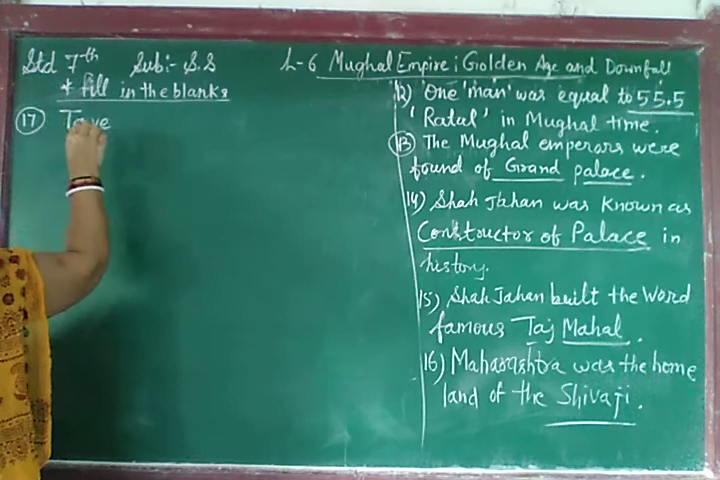 Std 7th Sub:- S.S L-6 Mughal Empire: Golden Age and Downfall
* fill in the blanks
17 Ta ve
12) 'One 'man' was equal to 55.5
'Ratal' in Mughal time.
13 The Mughal emperors were
found of Grand palace.
14) Shah Jahan was known as
Constructor of Palace in
history.
15) Shah Jahan built the Word
famous Taj Mahal.
16) Maharashtra was the home
land of the Shivaji.